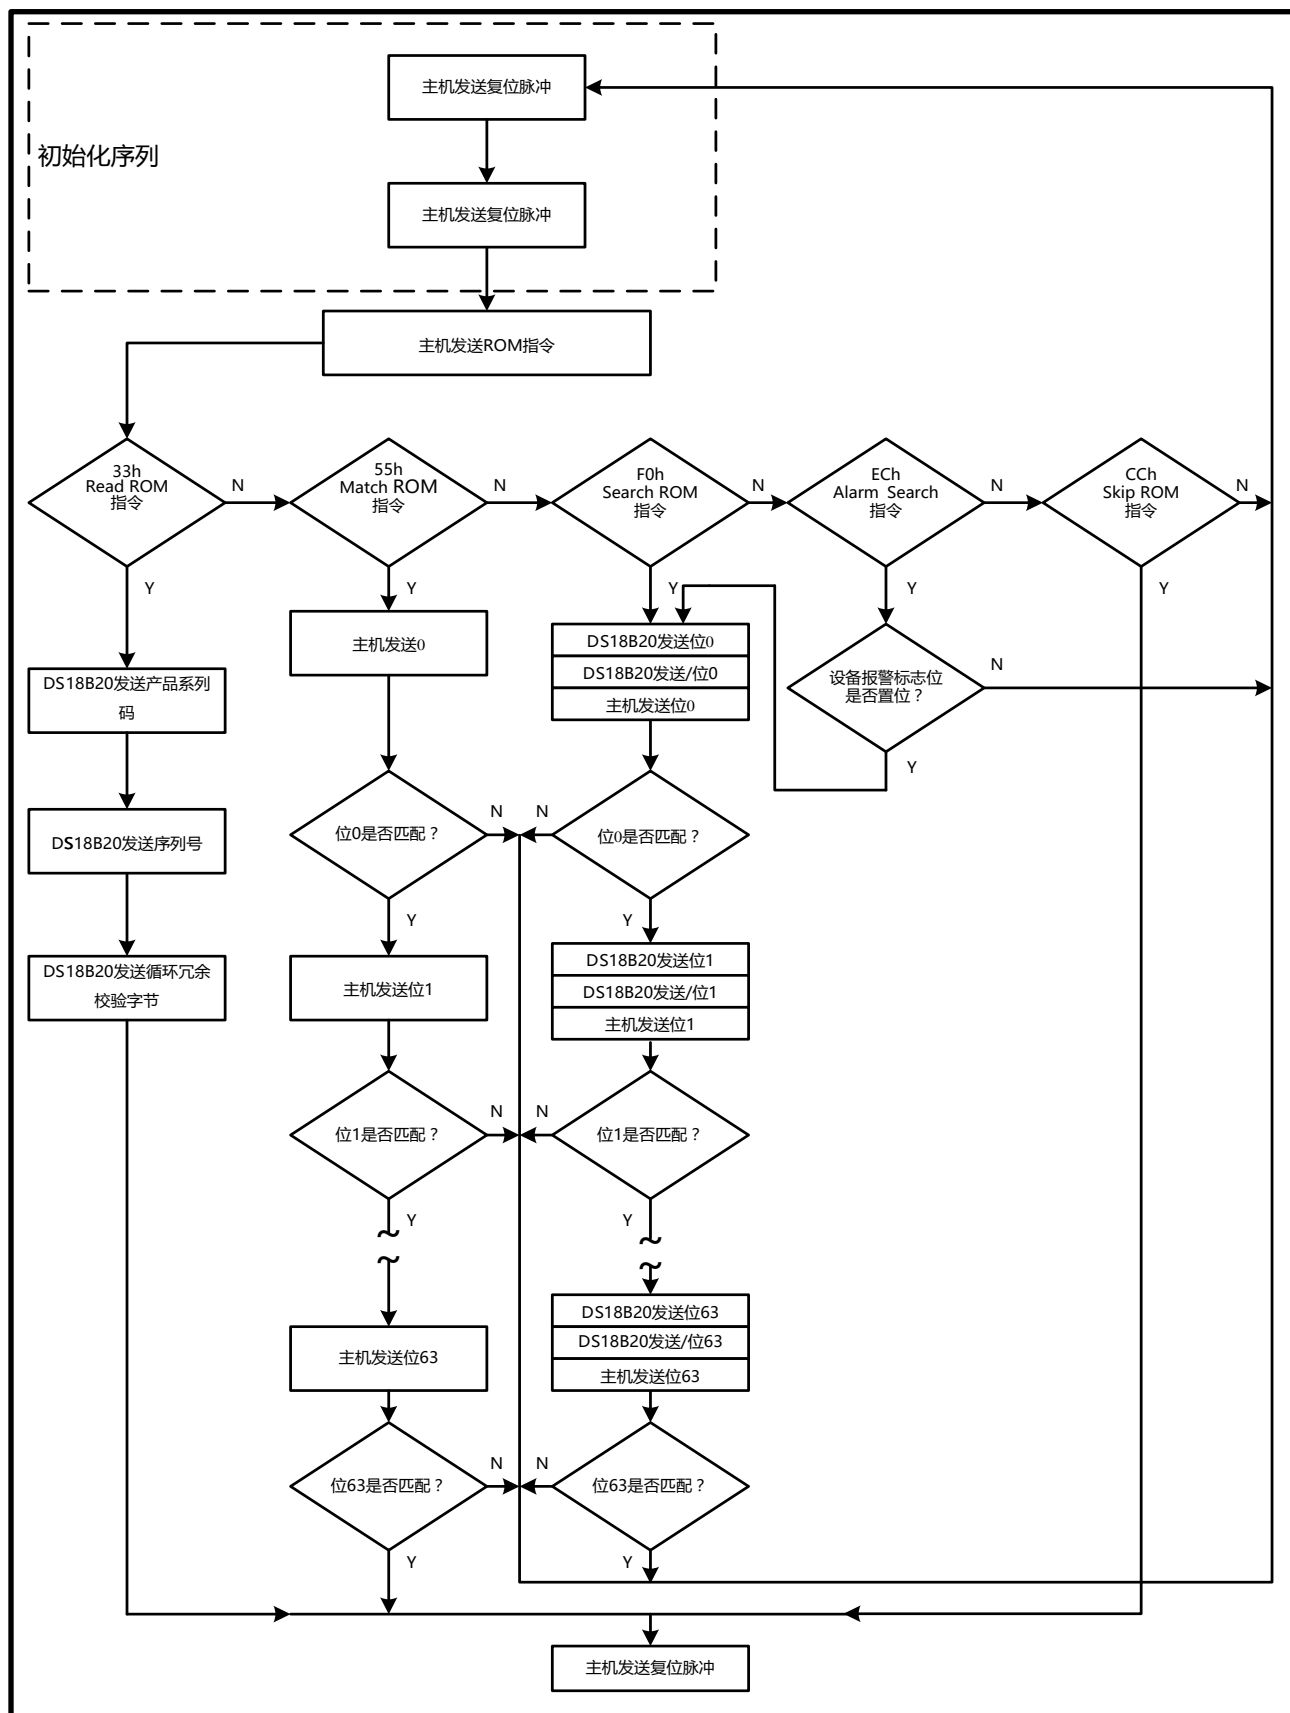 主机发送复位脉冲
初始化序列
主机发送复位脉冲
主机发送ROM指令
33h
Read ROM
指令
N
55h
Match ROM
指令
N
F0h
Search ROM
指令
N
ECh
Alarm Search
指令
N
CCh
Skip ROM
指令
N
Y
Y
Y
Y
Y
主机发送0
DS18B20发送位0
DS18B20发送/位0
主机发送位0
设备报警标志位
是否置位？
N
Y
DS18B20发送产品系列
码
位0是否匹配？
N
N
位0是否匹配？
DS18B20发送序列号
Y
Y
DS18B20发送循环冗余
校验字节
主机发送位1
DS18B20发送位1
DS18B20发送/位1
主机发送位1
位1是否匹配？
N
N
位1是否匹配？
Y
Y
主机发送位63
DS18B20发送位63
DS18B20发送/位63
主机发送位63
位63是否匹配？
N
N
位63是否匹配？
Y
Y
主机发送复位脉冲